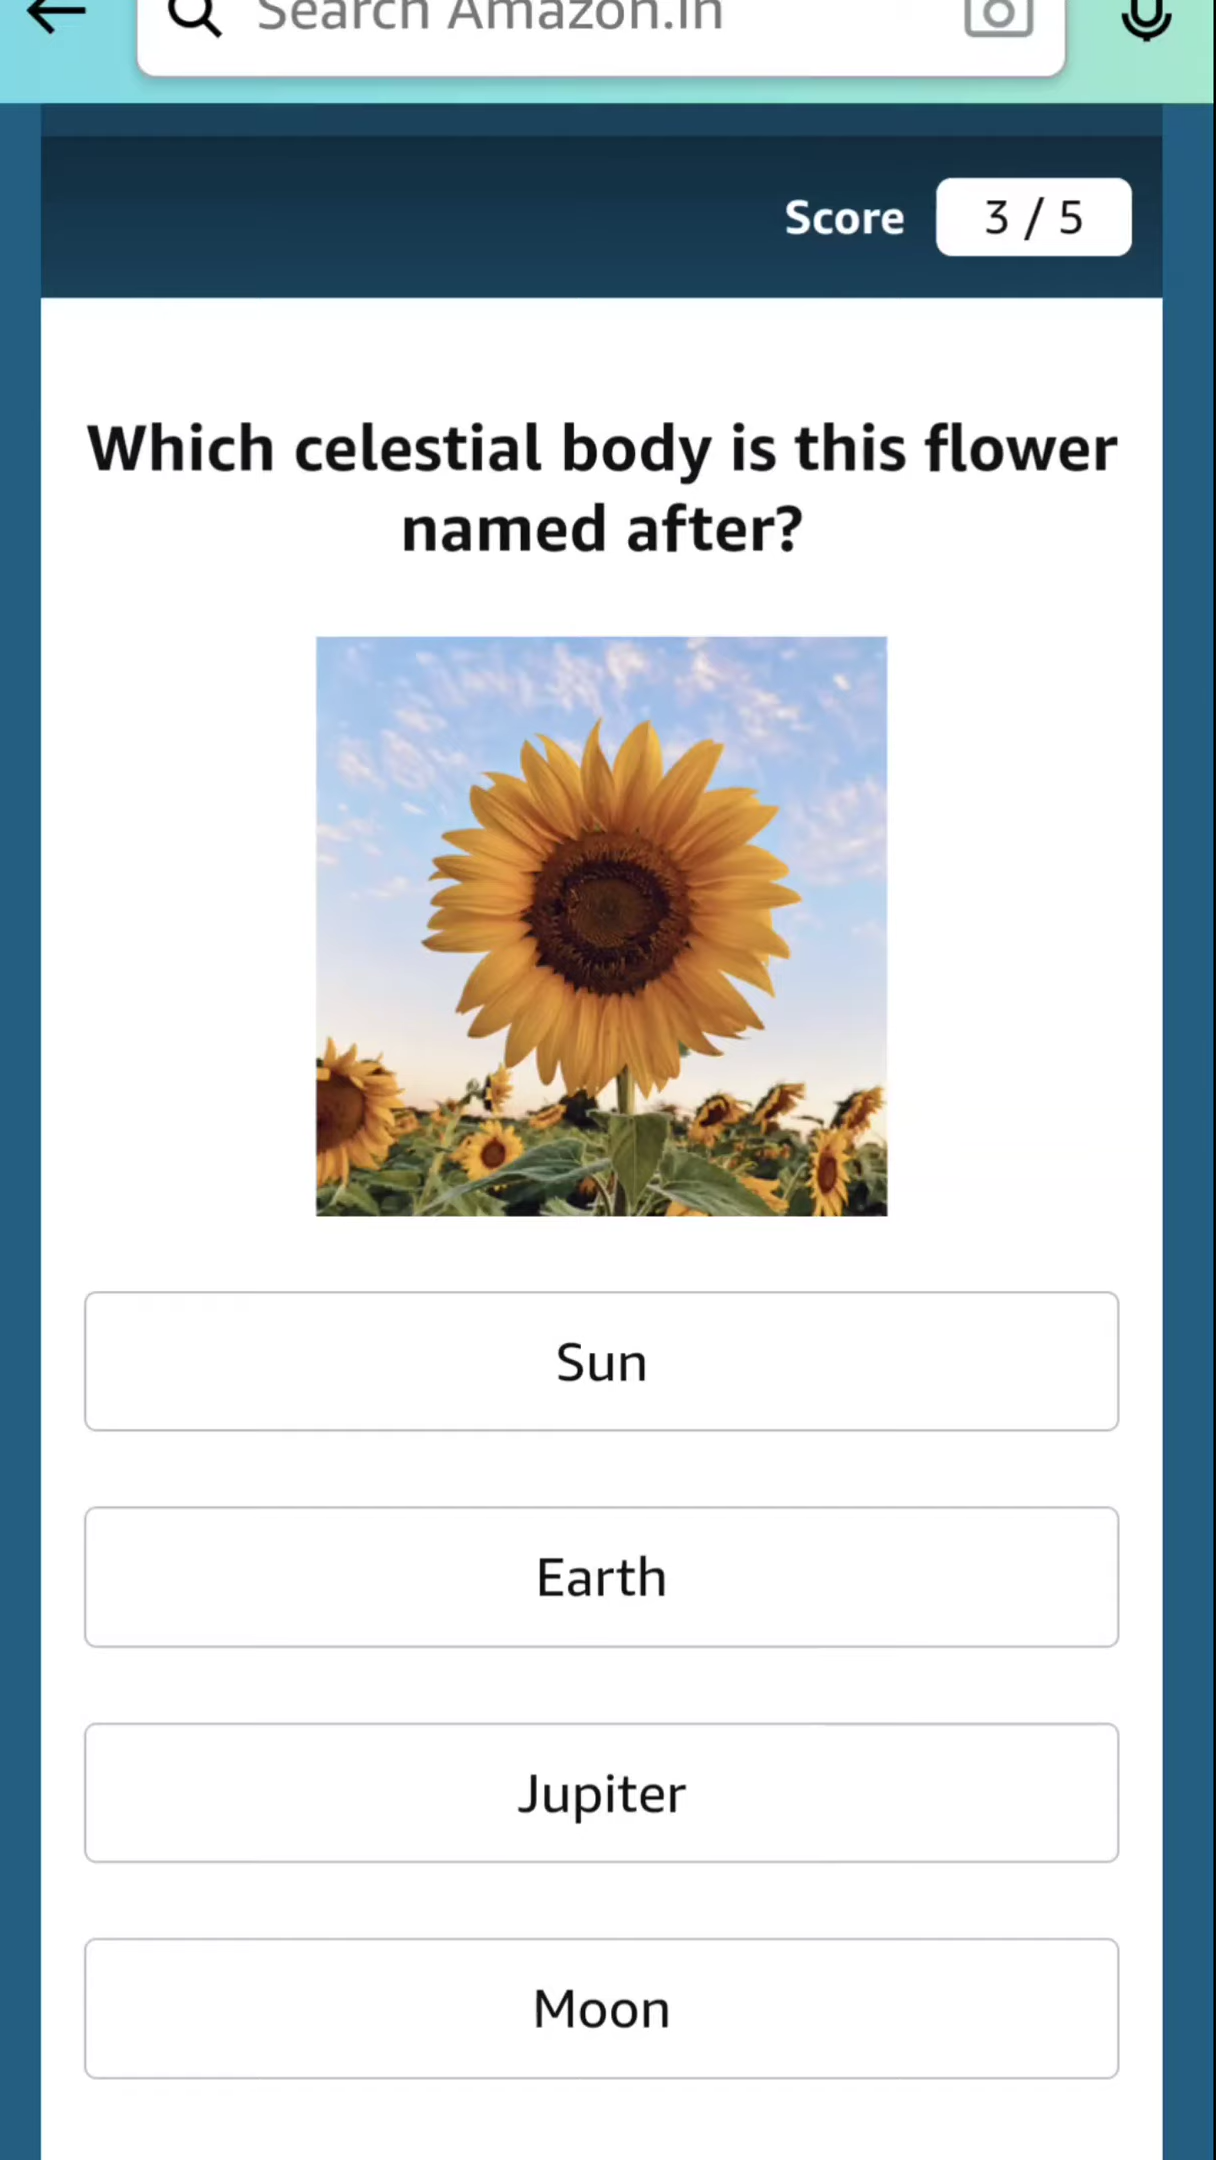 Search Amazon.in
Score 3 / 5
Which celestial body is this flower
named after?
Sun
Earth
Jupiter
Moon